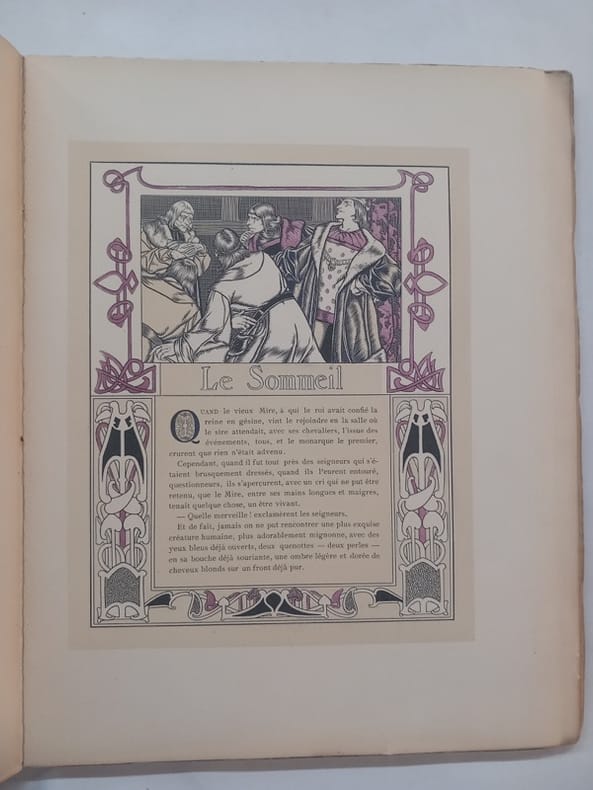 Le Sommeil
QUAND le vieux Mire, à qui le roi avait confié la
reine en gésine, vint le rejoindre en la salle où
le sire attendait, avec ses chevaliers, l'issue des
événements, tous, et le monarque le premier,
crurent que rien n'était advenu.
Cependant, quand il fut tout près des seigneurs qui s'é-
taient brusquement dressés, quand ils l'eurent entouré,
questionneurs, ils s'aperçurent, avec un cri qui ne put être
retenu, que le Mire, entre ses mains longues et maigres,
tenait quelque chose, un être vivant.
— Quelle merveille ! exclamèrent les seigneurs.
Et de fait, jamais on ne put rencontrer une plus exquise
créature humaine, plus adorablement mignonne, avec des
yeux bleus déjà ouverts, deux quenottes — deux perles —
en sa bouche déjà souriante, une ombre légère et dorée de
cheveux blonds sur un front déjà pur.